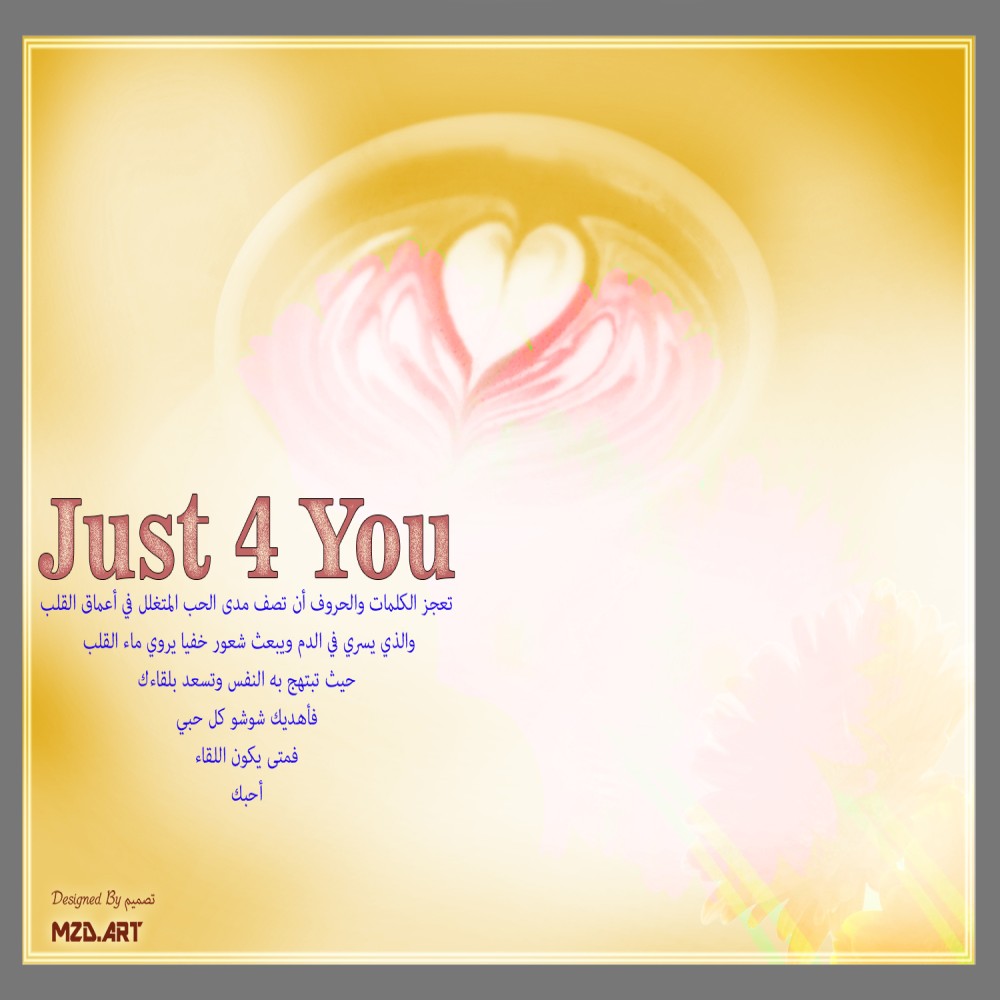 Just 4 You
تعجز الكلمات والحروف أن تصف مدى الحب المتغلل في أعماق القلب
والذي يسري في الدم ويبعث شعور خفيا يروي ماء القلب
حيث تبتهج به النفس وتسعد بلقاءك
فأهديك شوشو كل حبي
فمتى يكون اللقاء
أحبك
Designed By تصميم
MZD.ART